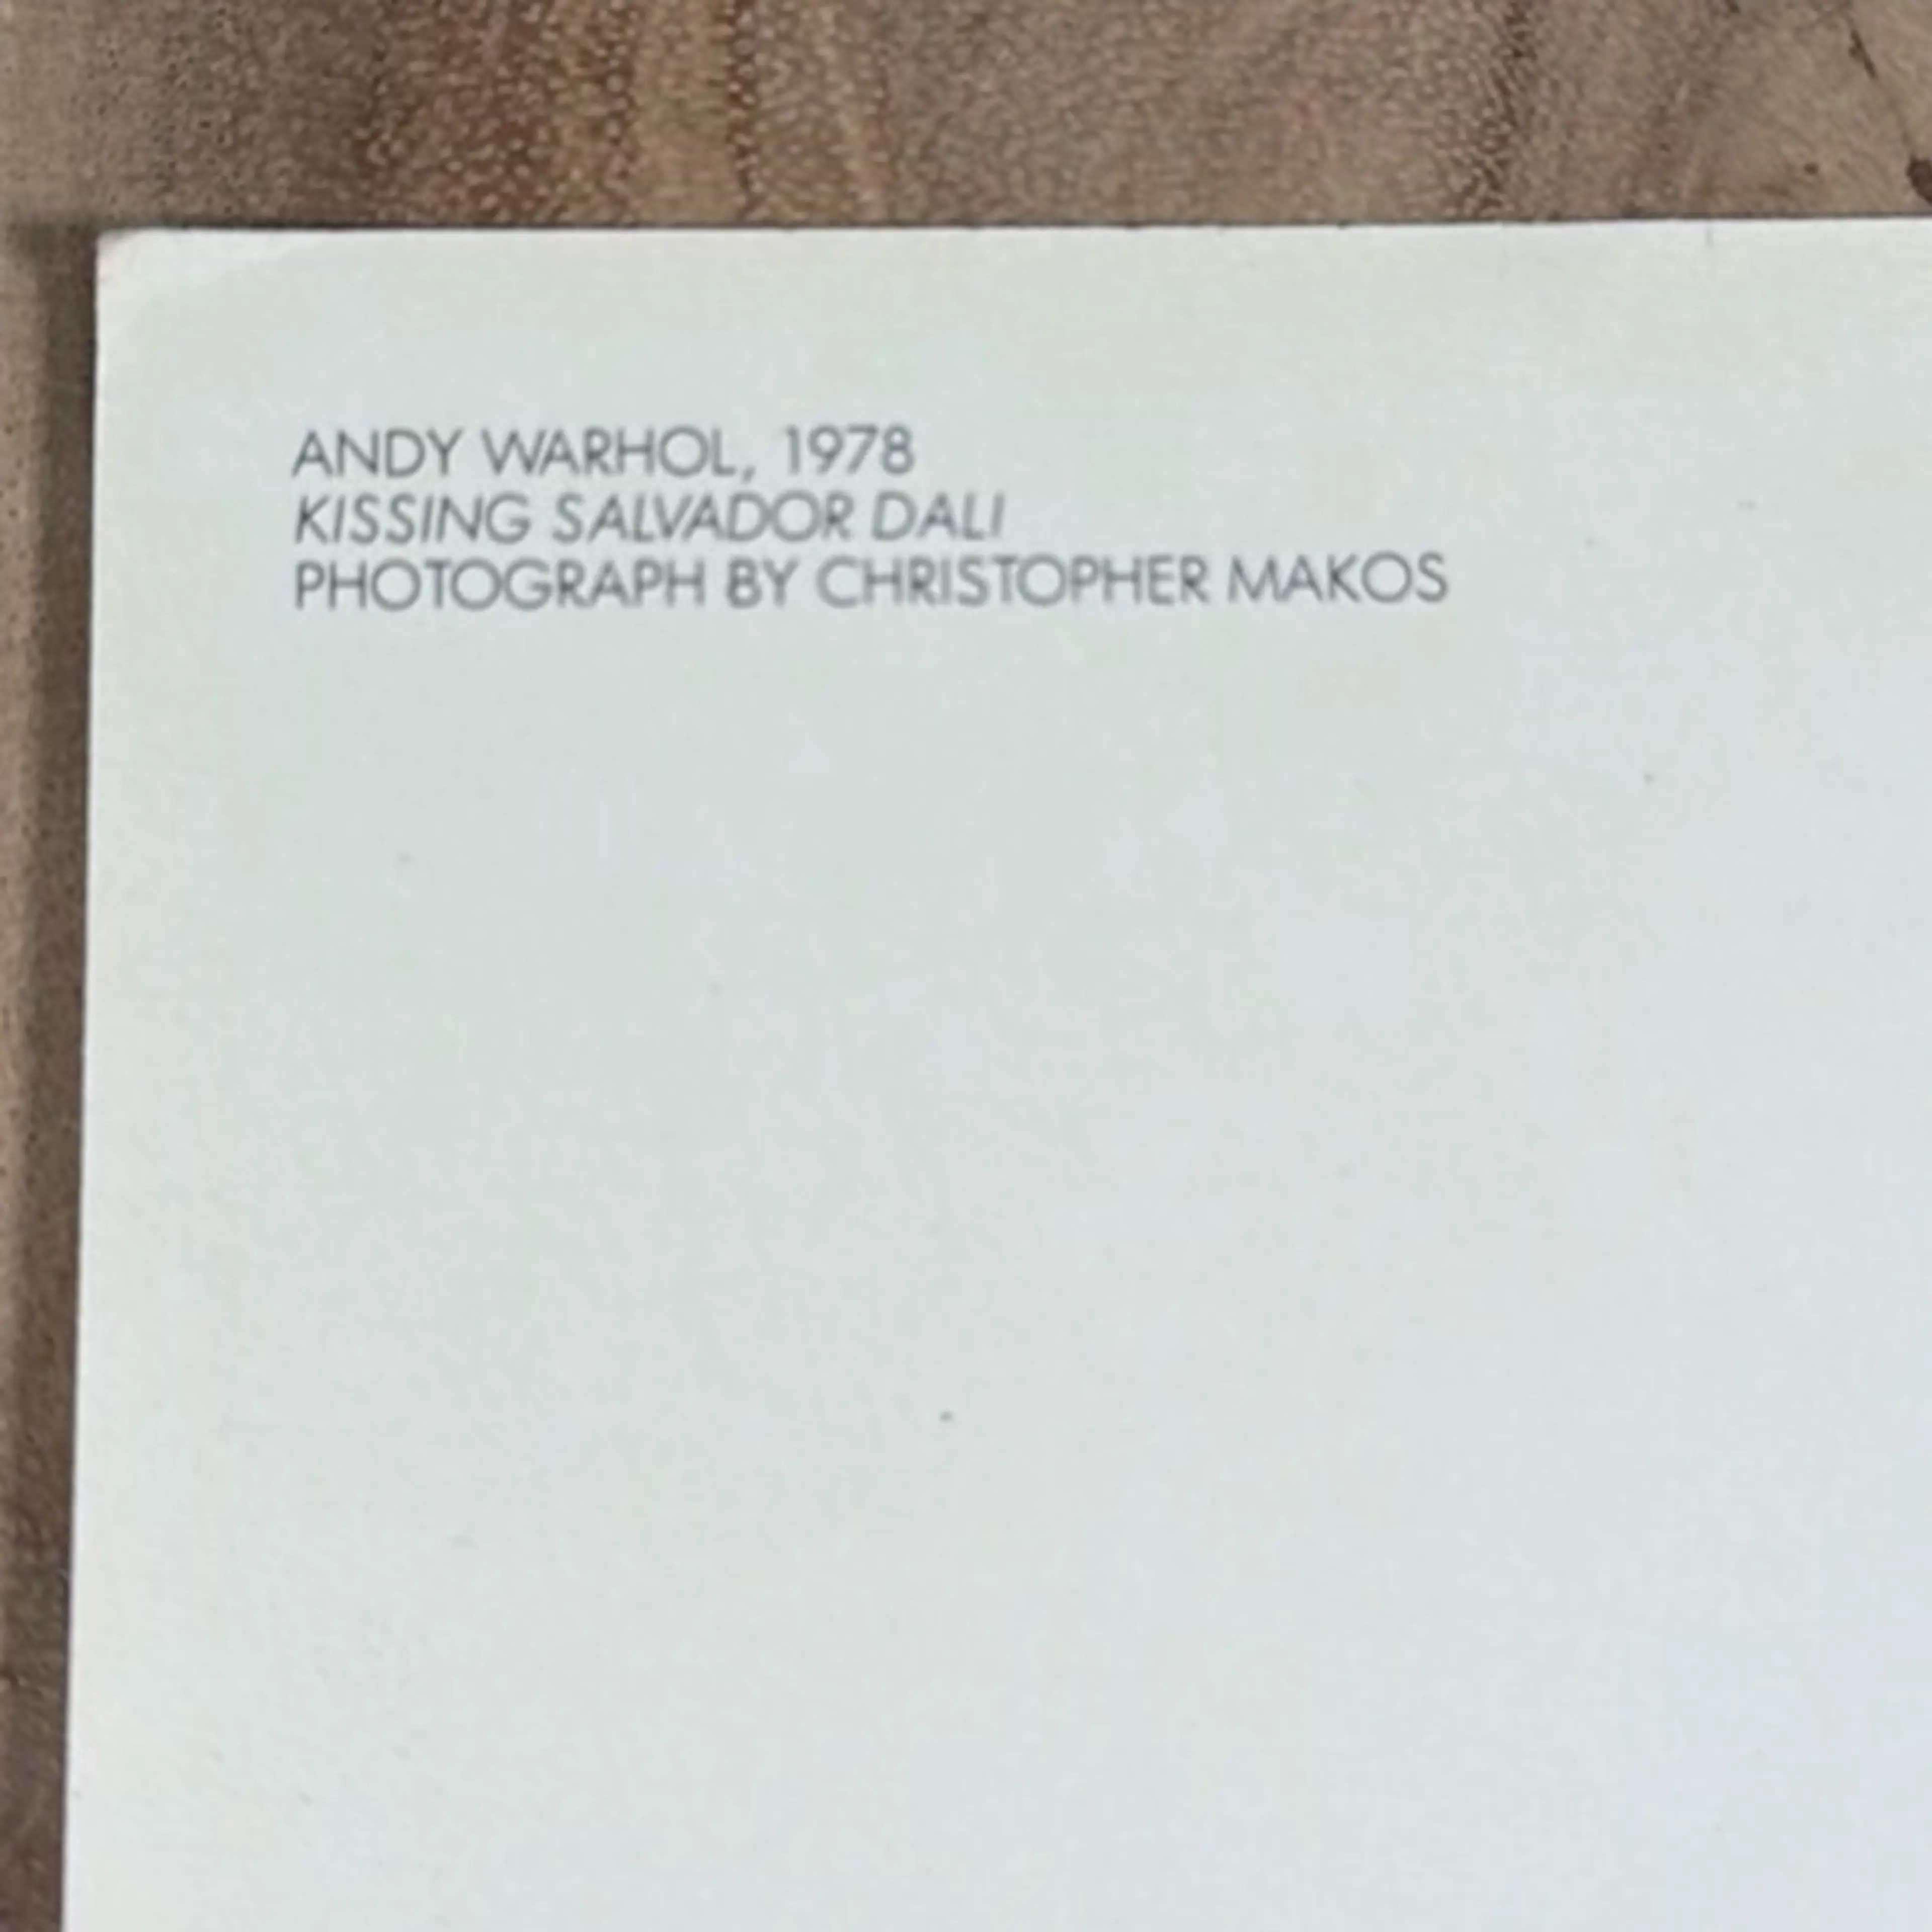 ANDY WARHOL, 1978
KISSING SALVADOR DALI
PHOTOGRAPH BY CHRISTOPHER MAKOS